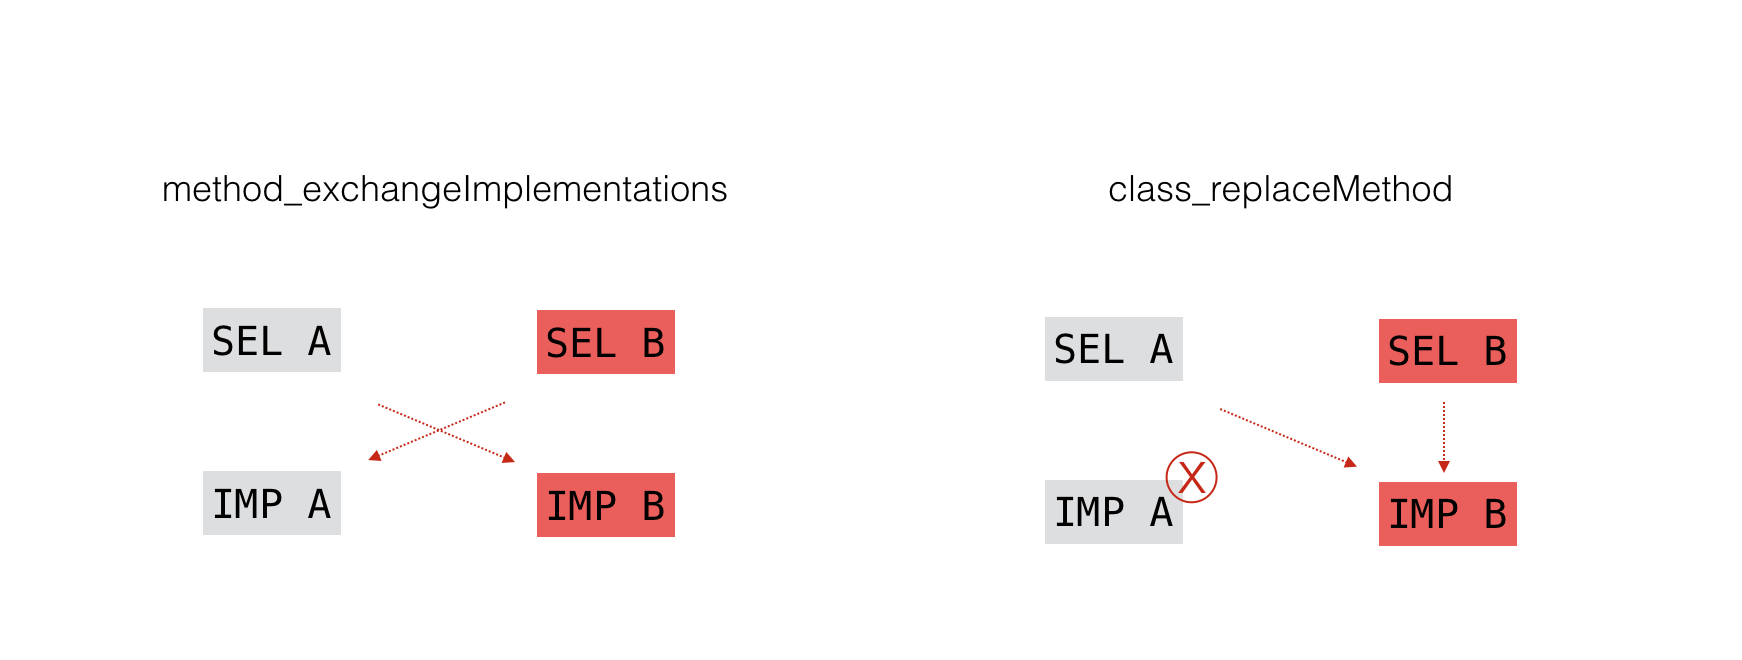 method_exchangeImplementations
SEL A
SEL B
IMP A
IMP B
class_replaceMethod
SEL A
SEL B
X
IMP A
IMP B